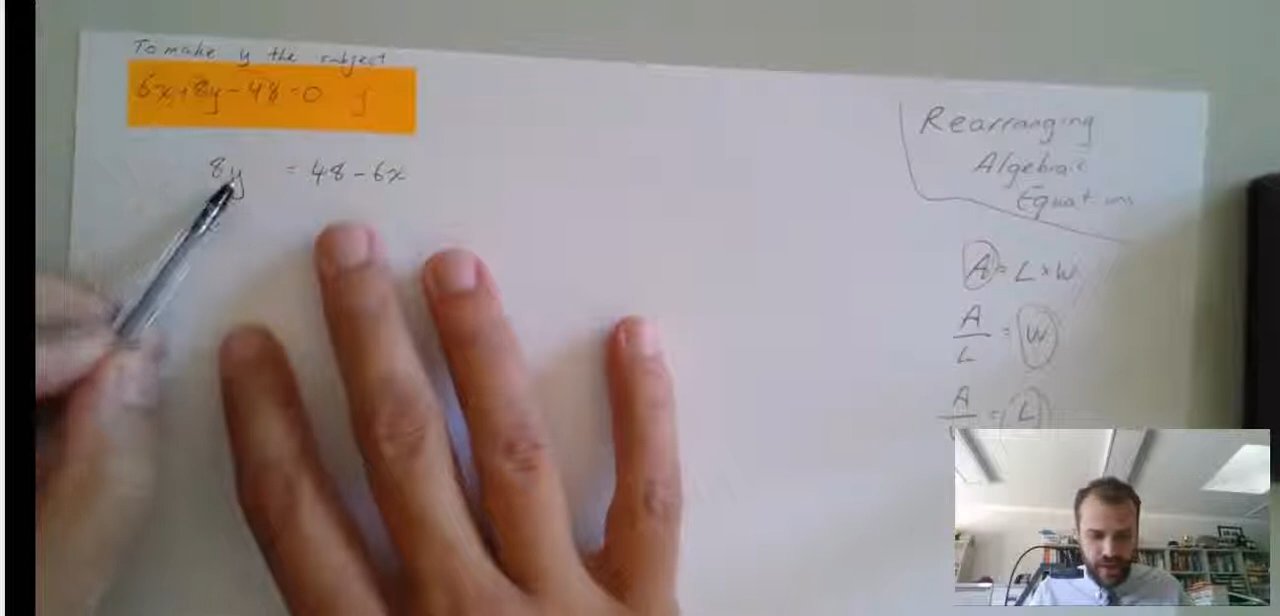 To make y the subject
6x+8y-48=0 y
8y = 48-6x
Rearranging
Algebraic
Equations
A = L × W
A
L
= W
A
= L